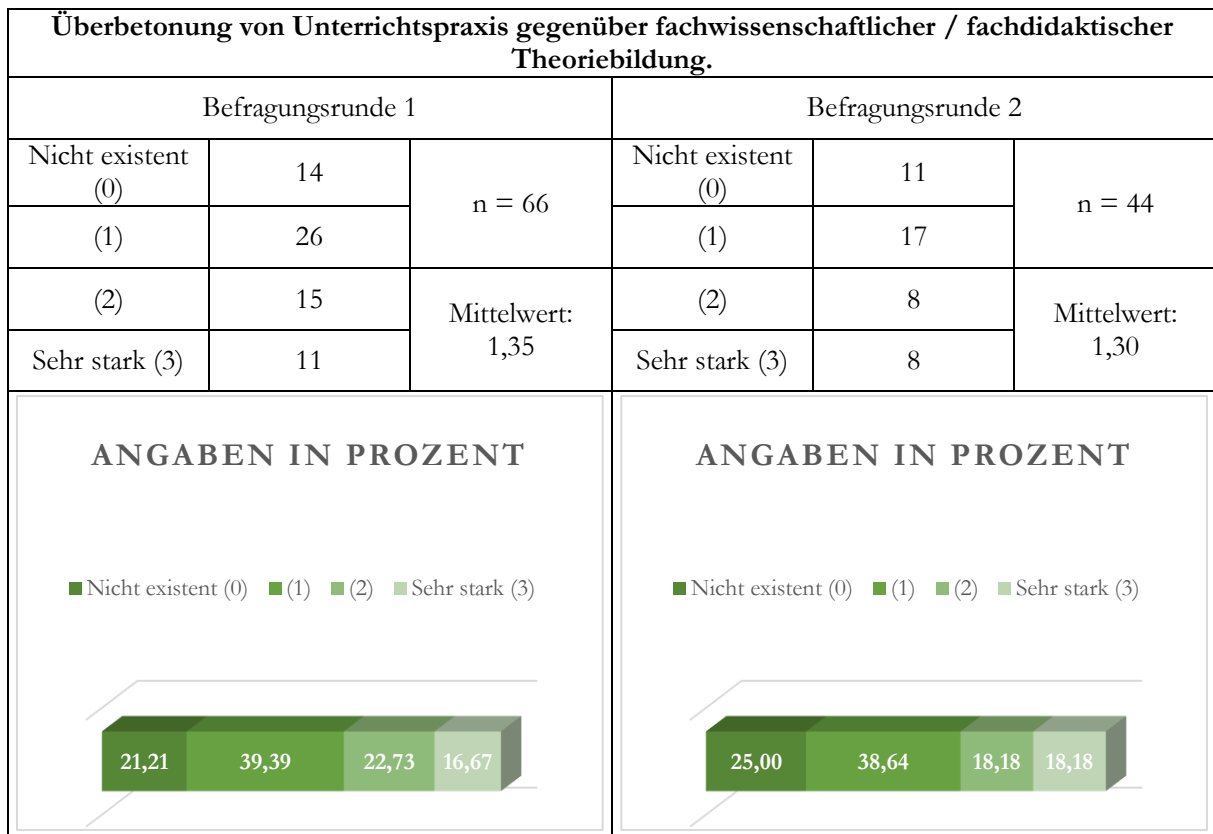 Überbetonung von Unterrichtspraxis gegenüber fachwissenschaftlicher / fachdidaktischer
Theoriebildung.
Befragungsrunde 1
Befragungsrunde 2
Nicht existent
(0)
14
n = 66
(1)
26
(2)
15
Mittelwert:
1,35
Sehr stark (3)
11
Nicht existent
(0)
11
n = 44
(1)
17
(2)
8
Mittelwert:
1,30
Sehr stark (3)
8
ANGABEN IN PROZENT
Nicht existent (0) (1) (2) Sehr stark (3)
21,21 39,39 22,73 16,67
ANGABEN IN PROZENT
Nicht existent (0) (1) (2) Sehr stark (3)
25,00 38,64 18,18 18,18